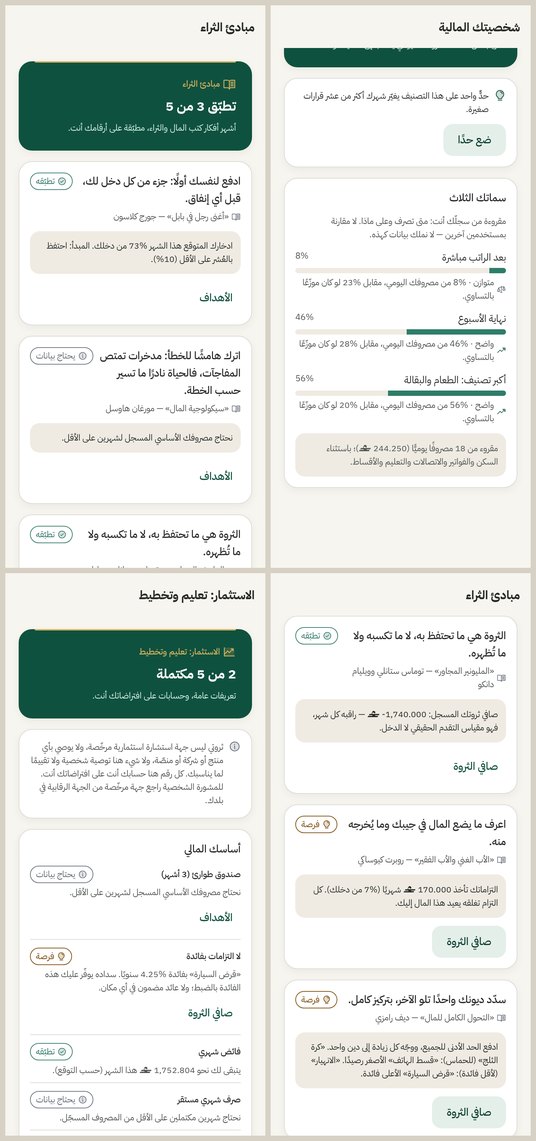 شخصيتك المالية
حدٌّ واحد على هذا التصنيف يغيّر شهرك أكثر من عشر قرارات
صغيرة.
ضع حدًا
سماتك الثلاث
مقروءة من سجلّك أنت: متى تصرف وعلى ماذا. لا مقارنة
بمستخدمين آخرين — لا نملك بيانات كهذه.
بعد الراتب مباشرة
8%
متوازن · 8% من مصروفك اليومي، مقابل 23% لو كان موزّعًا
بالتساوي.
نهاية الأسبوع
46%
واضح · 46% من مصروفك اليومي، مقابل 28% لو كان موزّعًا
بالتساوي.
أكبر تصنيف: الطعام والبقالة
56%
واضح · 56% من مصروفك اليومي، مقابل 20% لو كان موزّعًا
بالتساوي.
مقروء من 18 مصروفًا يوميًّا (244.250); باستثناء
السكن والفواتير والاتصالات والتعليم والأقساط.
مبادئ الثراء
مبادئ الثراء
تطبّق 3 من 5
أشهر أفكار كتب المال والثراء، مطبّقة على أرقامك أنت.
ادفع لنفسك أولًا: جزء من كل دخل لك،
قبل أي إنفاق.
تطبّقه
«أغنى رجل في بابل» — جورج كلاسون
ادخارك المتوقع هذا الشهر 73% من دخلك. المبدأ: احتفظ
بالعُشر على الأقل (10%).
الأهداف
اترك هامشًا للخطأ: مدخرات تمتص
المفاجآت، فالحياة نادرًا ما تسير
حسب الخطة.
يحتاج بيانات
«سيكولوجية المال» — مورغان هاوسل
نحتاج مصروفك الأساسي المسجل لشهرين على الأقل.
الأهداف
الثروة هي ما تحتفظ به، لا ما تكسبه ولا
ما تُظهره.
تطبّقه
مبادئ الثراء
الثروة هي ما تحتفظ به، لا ما تكسبه ولا
ما تُظهره.
تطبّقه
«المليونير المجاور» — توماس ستانلي وويليام
دانكو
صافي ثروتك المسجل: 1,740.000- — راقبه كل شهر،
فهو مقياس التقدم الحقيقي لا الدخل.
صافي الثروة
اعرف ما يضع المال في جيبك وما يُخرجه
منه.
فرصة
«الأب الغني والأب الفقير» — روبرت كيوساكي
التزاماتك تأخذ 170.000 شهريًا (7% من دخلك). كل
التزام تغلقه يعيد هذا المال إليك.
صافي الثروة
سدّد ديونك واحدًا تلو الآخر، بتركيز كامل.
فرصة
«التحول الكامل للمال» — ديف رامزي
ادفع الحد الأدنى للجميع، ووجّه كل زيادة إلى دين واحد. «كرة
الثلج» (للحماس): «قسط الهاتف» الأصغر رصيدًا. «الانهيار»
(لأقل فائدة): «قرض السيارة» الأعلى فائدة.
صافي الثروة
الاستثمار: تعليم وتخطيط
الاستثمار: تعليم وتخطيط
2 من 5 مكتملة
تعريفات عامة، وحسابات على افتراضاتك أنت.
ثروتي ليس جهة استشارة استثمارية مرخّصة، ولا يوصي بأي
منتج أو شركة أو منصّة، ولا شيء هنا توصية شخصية ولا تقييمًا
لما يناسبك. كل رقم هنا حسابك أنت على افتراضاتك أنت.
للمشورة الشخصية راجع جهة مرخّصة من الجهة الرقابية في
بلدك.
أساسك المالي
صندوق طوارئ (3 أشهر)
يحتاج بيانات
نحتاج مصروفك الأساسي المسجل لشهرين على الأقل.
الأهداف
لا التزامات بفائدة
فرصة
«قرض السيارة» بفائدة 4.25% سنويًا. سداده يوفّر عليك هذه
الفائدة بالضبط؛ ولا عائد مضمون في أي مكان.
صافي الثروة
فائض شهري
تطبّقه
يتبقى لك نحو 1,752.804 هذا الشهر (حسب التوقع).
صرف شهري مستقر
يحتاج بيانات
نحتاج شهرين مكتملين على الأقل من المصروف المسجّل.